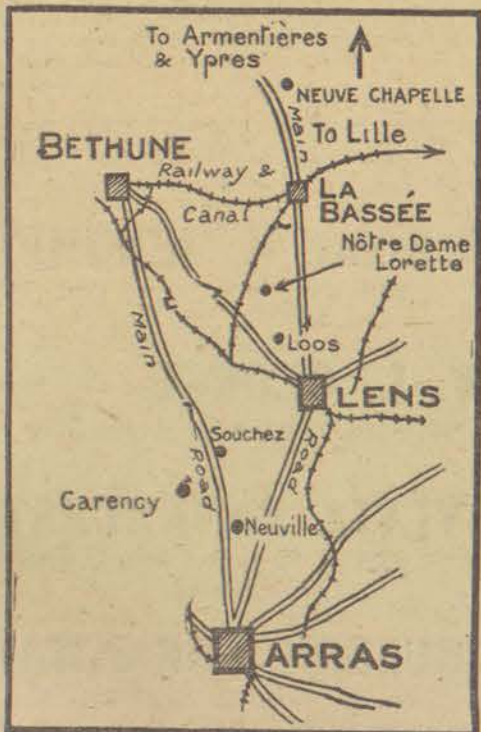 To Armentières
& Ypres
NEUVE CHAPELLE
Main
To Lille
BETHUNE
Railway &
Canal
LA
BASSÉE
Nôtre Dame
Lorette
Loos
Main
Road
LENS
Road
Souchez
Carency
Neuville
ARRAS